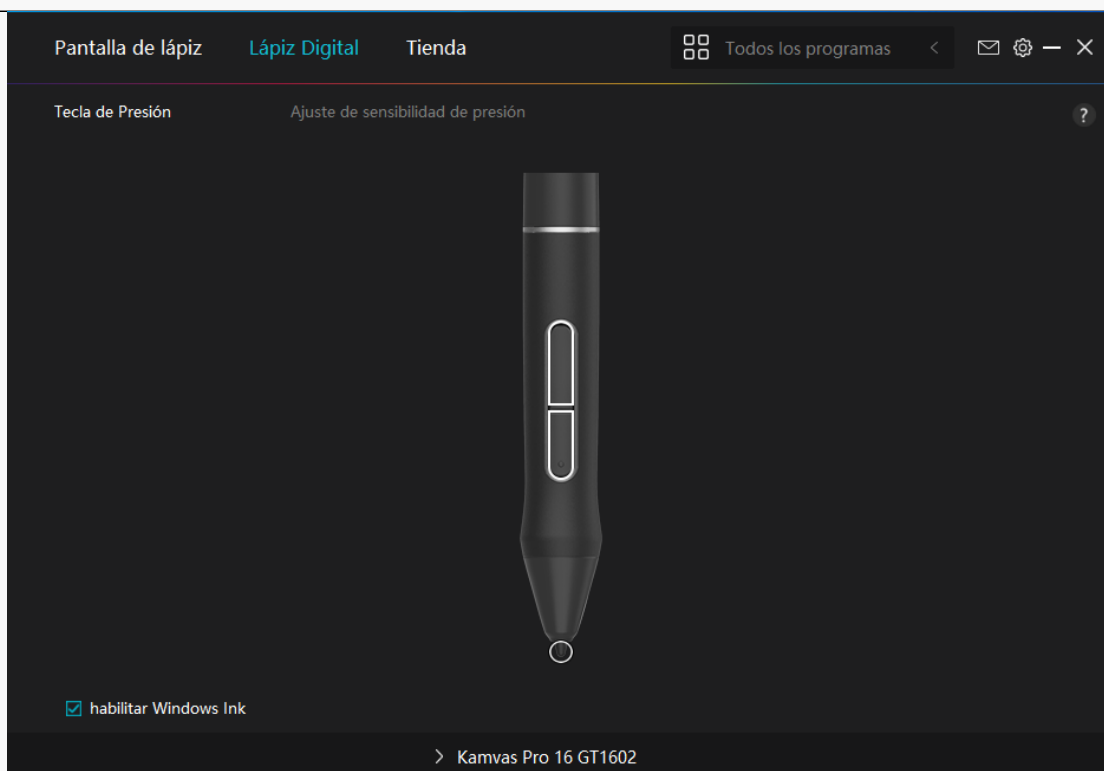 Pantalla de lápiz Lápiz Digital Tienda Todos los programas
Tecla de Presión Ajuste de sensibilidad de presión ?
habilitar Windows Ink
Kamvas Pro 16 GT1602